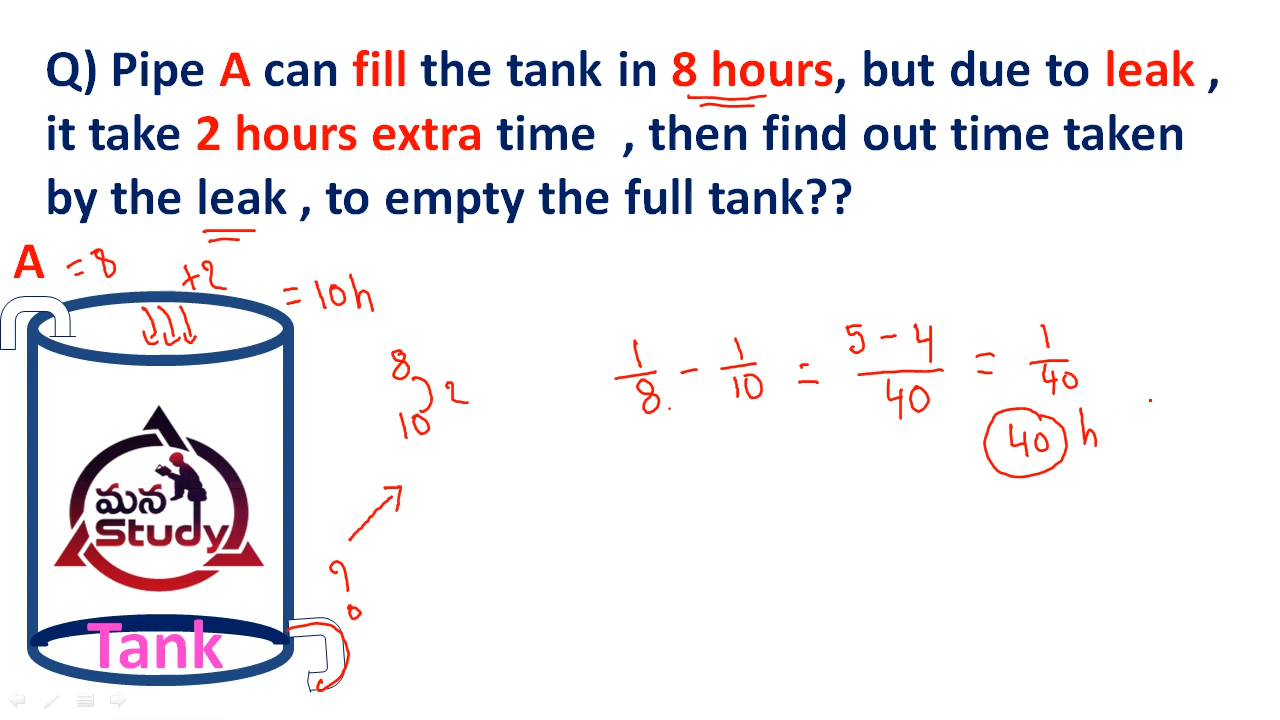 Q) Pipe A can fill the tank in 8 hours, but due to leak ,
it take 2 hours extra time , then find out time taken
by the leak , to empty the full tank??
A = 8
+2
= 10h
8
2
10
1/8 - 1/10 = 5 - 4/40 = 1/40
40 h
మన
Study
?
Tank